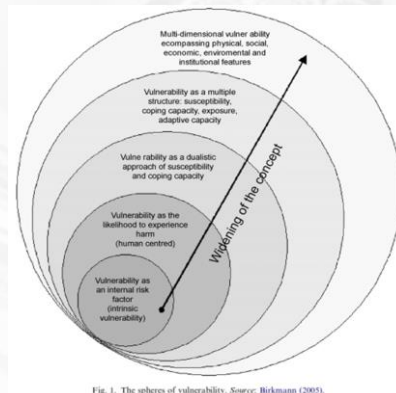 Multi-dimensional vulner ability
ecompassing physical, social,
economic, enviromental and
institutional features
Vulnerability as a multiple
structure: susceptibility,
coping capacity, exposure,
adaptive capacity
Vulne rability as a dualistic
approach of susceptibility
and coping capacity
Widening of the concept
Vulnerability as the
likelihood to experience
harm
(human centred)
Vulnerability as
an internal risk
factor
(intrinsic
vulnerability)
Fig. 1. The spheres of vulnerability. Source: Birkmann (2005).